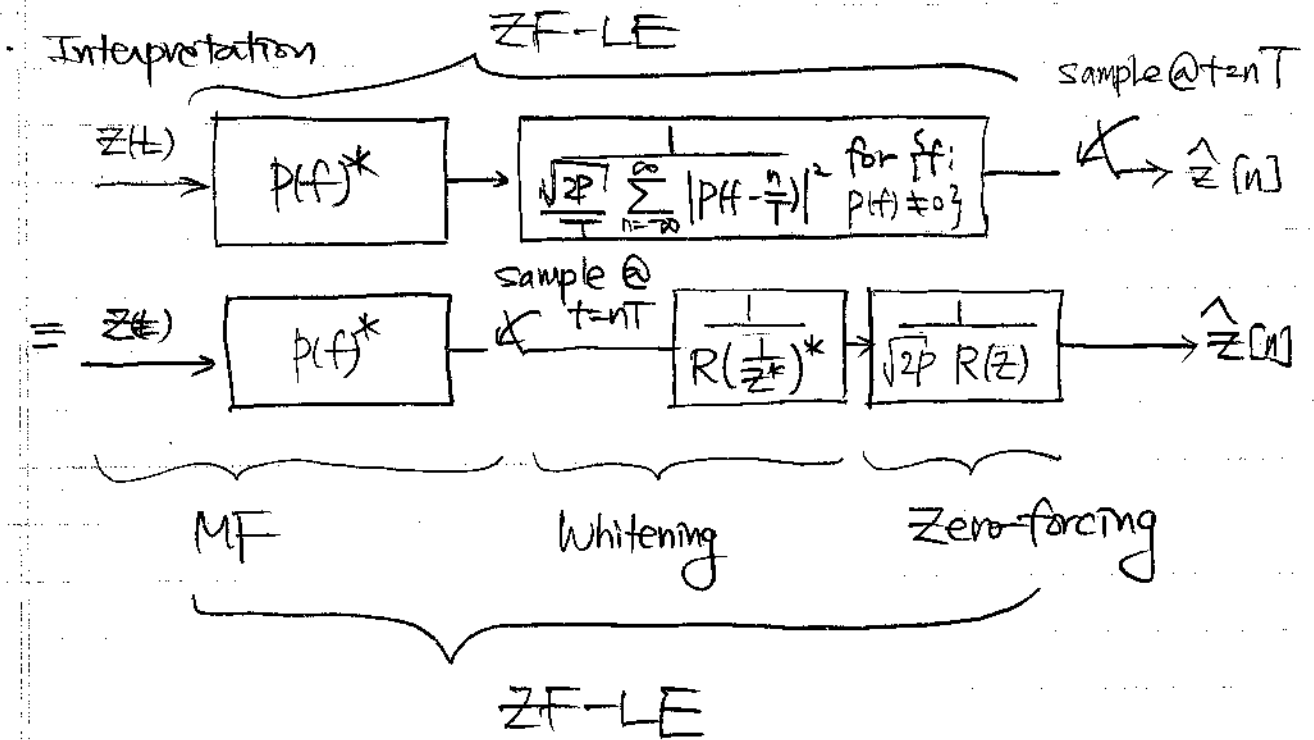 · Interpretation
ZF-LE
sample @ t=nT
Z(t)
P(f)*
1 / (√2P/T ∑_{n=-∞}^{∞} |P(f-n/T)|²) for {f: P(f)≠0}
ẑ[n]
sample @ t=nT
≡ Z(t)
P(f)*
1 / R(1/z*)*
1 / √2P R(z)
ẑ[n]
MF Whitening Zero-forcing
ZF-LE